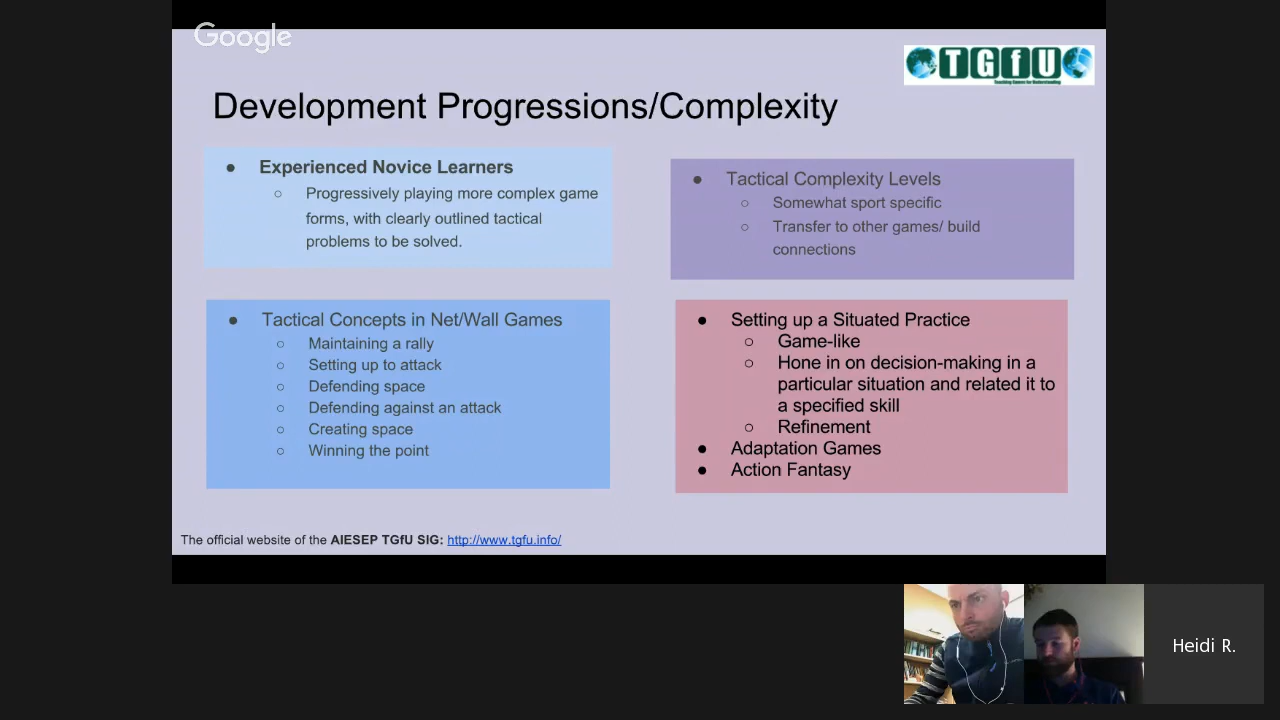 Google
TGfU
Teaching Games for Understanding
Development Progressions/Complexity
● Experienced Novice Learners
○ Progressively playing more complex game
forms, with clearly outlined tactical
problems to be solved.
● Tactical Complexity Levels
○ Somewhat sport specific
○ Transfer to other games/ build
connections
● Tactical Concepts in Net/Wall Games
○ Maintaining a rally
○ Setting up to attack
○ Defending space
○ Defending against an attack
○ Creating space
○ Winning the point
● Setting up a Situated Practice
○ Game-like
○ Hone in on decision-making in a
particular situation and related it to
a specified skill
○ Refinement
● Adaptation Games
● Action Fantasy
The official website of the AIESEP TGfU SIG: http://www.tgfu.info/
Heidi R.